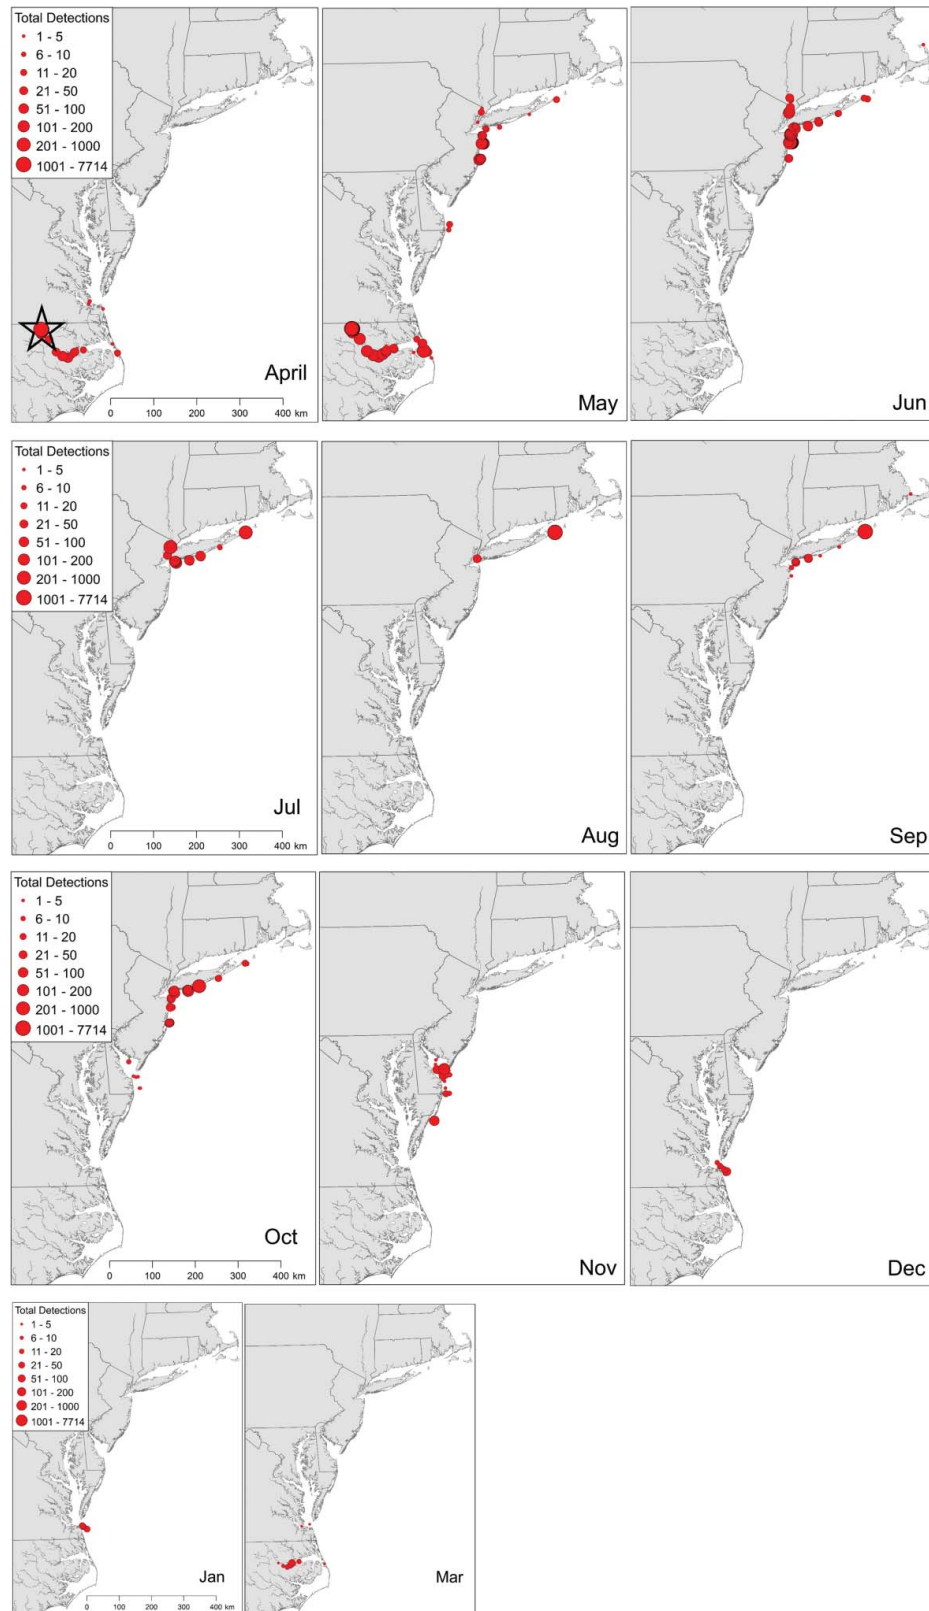 Total Detections
1 - 5
6 - 10
11 - 20
21 - 50
51 - 100
101 - 200
201 - 1000
1001 - 7714
April
0 100 200 300 400 km
May
Jun
Total Detections
1 - 5
6 - 10
11 - 20
21 - 50
51 - 100
101 - 200
201 - 1000
1001 - 7714
Jul
0 100 200 300 400 km
Aug
Sep
Total Detections
1 - 5
6 - 10
11 - 20
21 - 50
51 - 100
101 - 200
201 - 1000
1001 - 7714
Oct
0 100 200 300 400 km
Nov
Dec
Total Detections
1 - 5
6 - 10
11 - 20
21 - 50
51 - 100
101 - 200
201 - 1000
1001 - 7714
Jan
0 100 200 300 400 km
Mar